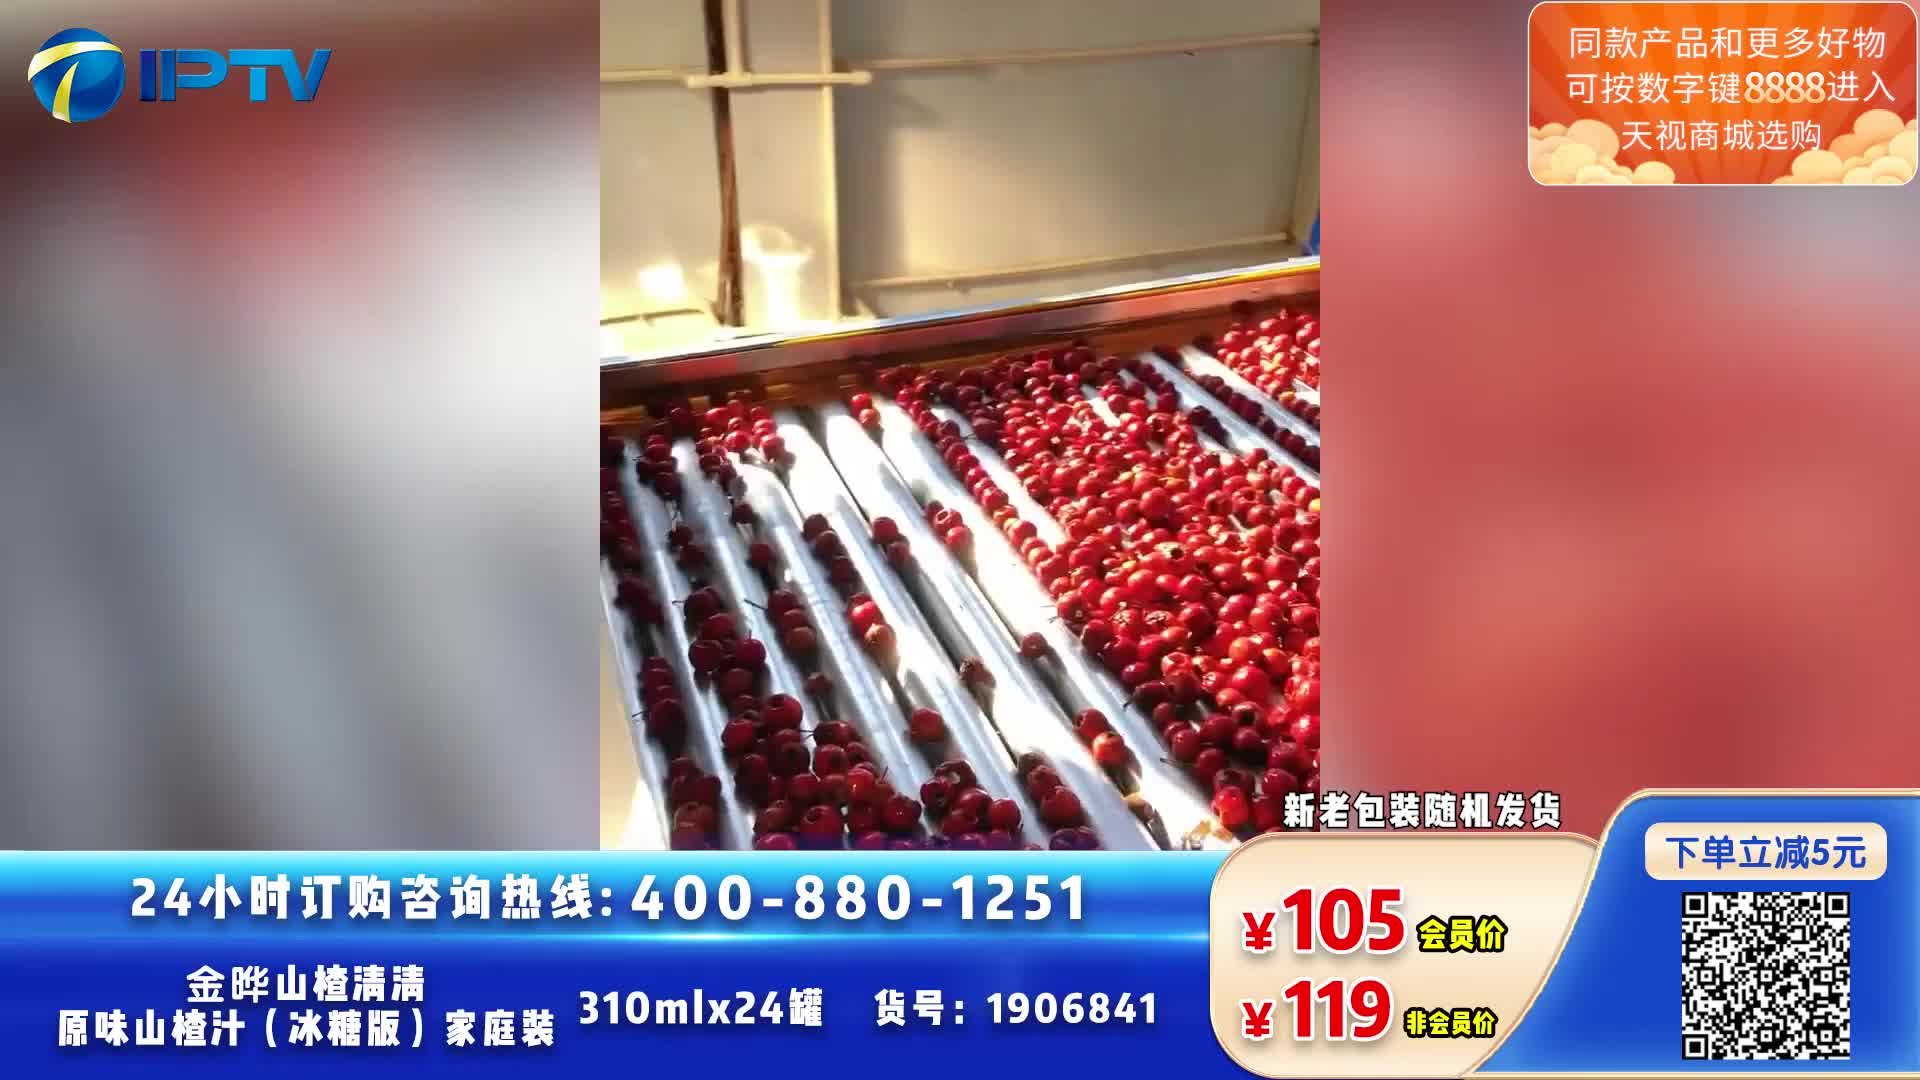 IPTV
同款产品和更多好物
可按数字键8888进入
天视商城选购
新老包装随机发货
下单立减5元
24小时订购咨询热线:400-880-1251
¥105 会员价
金晔山楂清清
原味山楂汁（冰糖版）家庭装
310mlx24罐 货号：1906841
¥119 非会员价